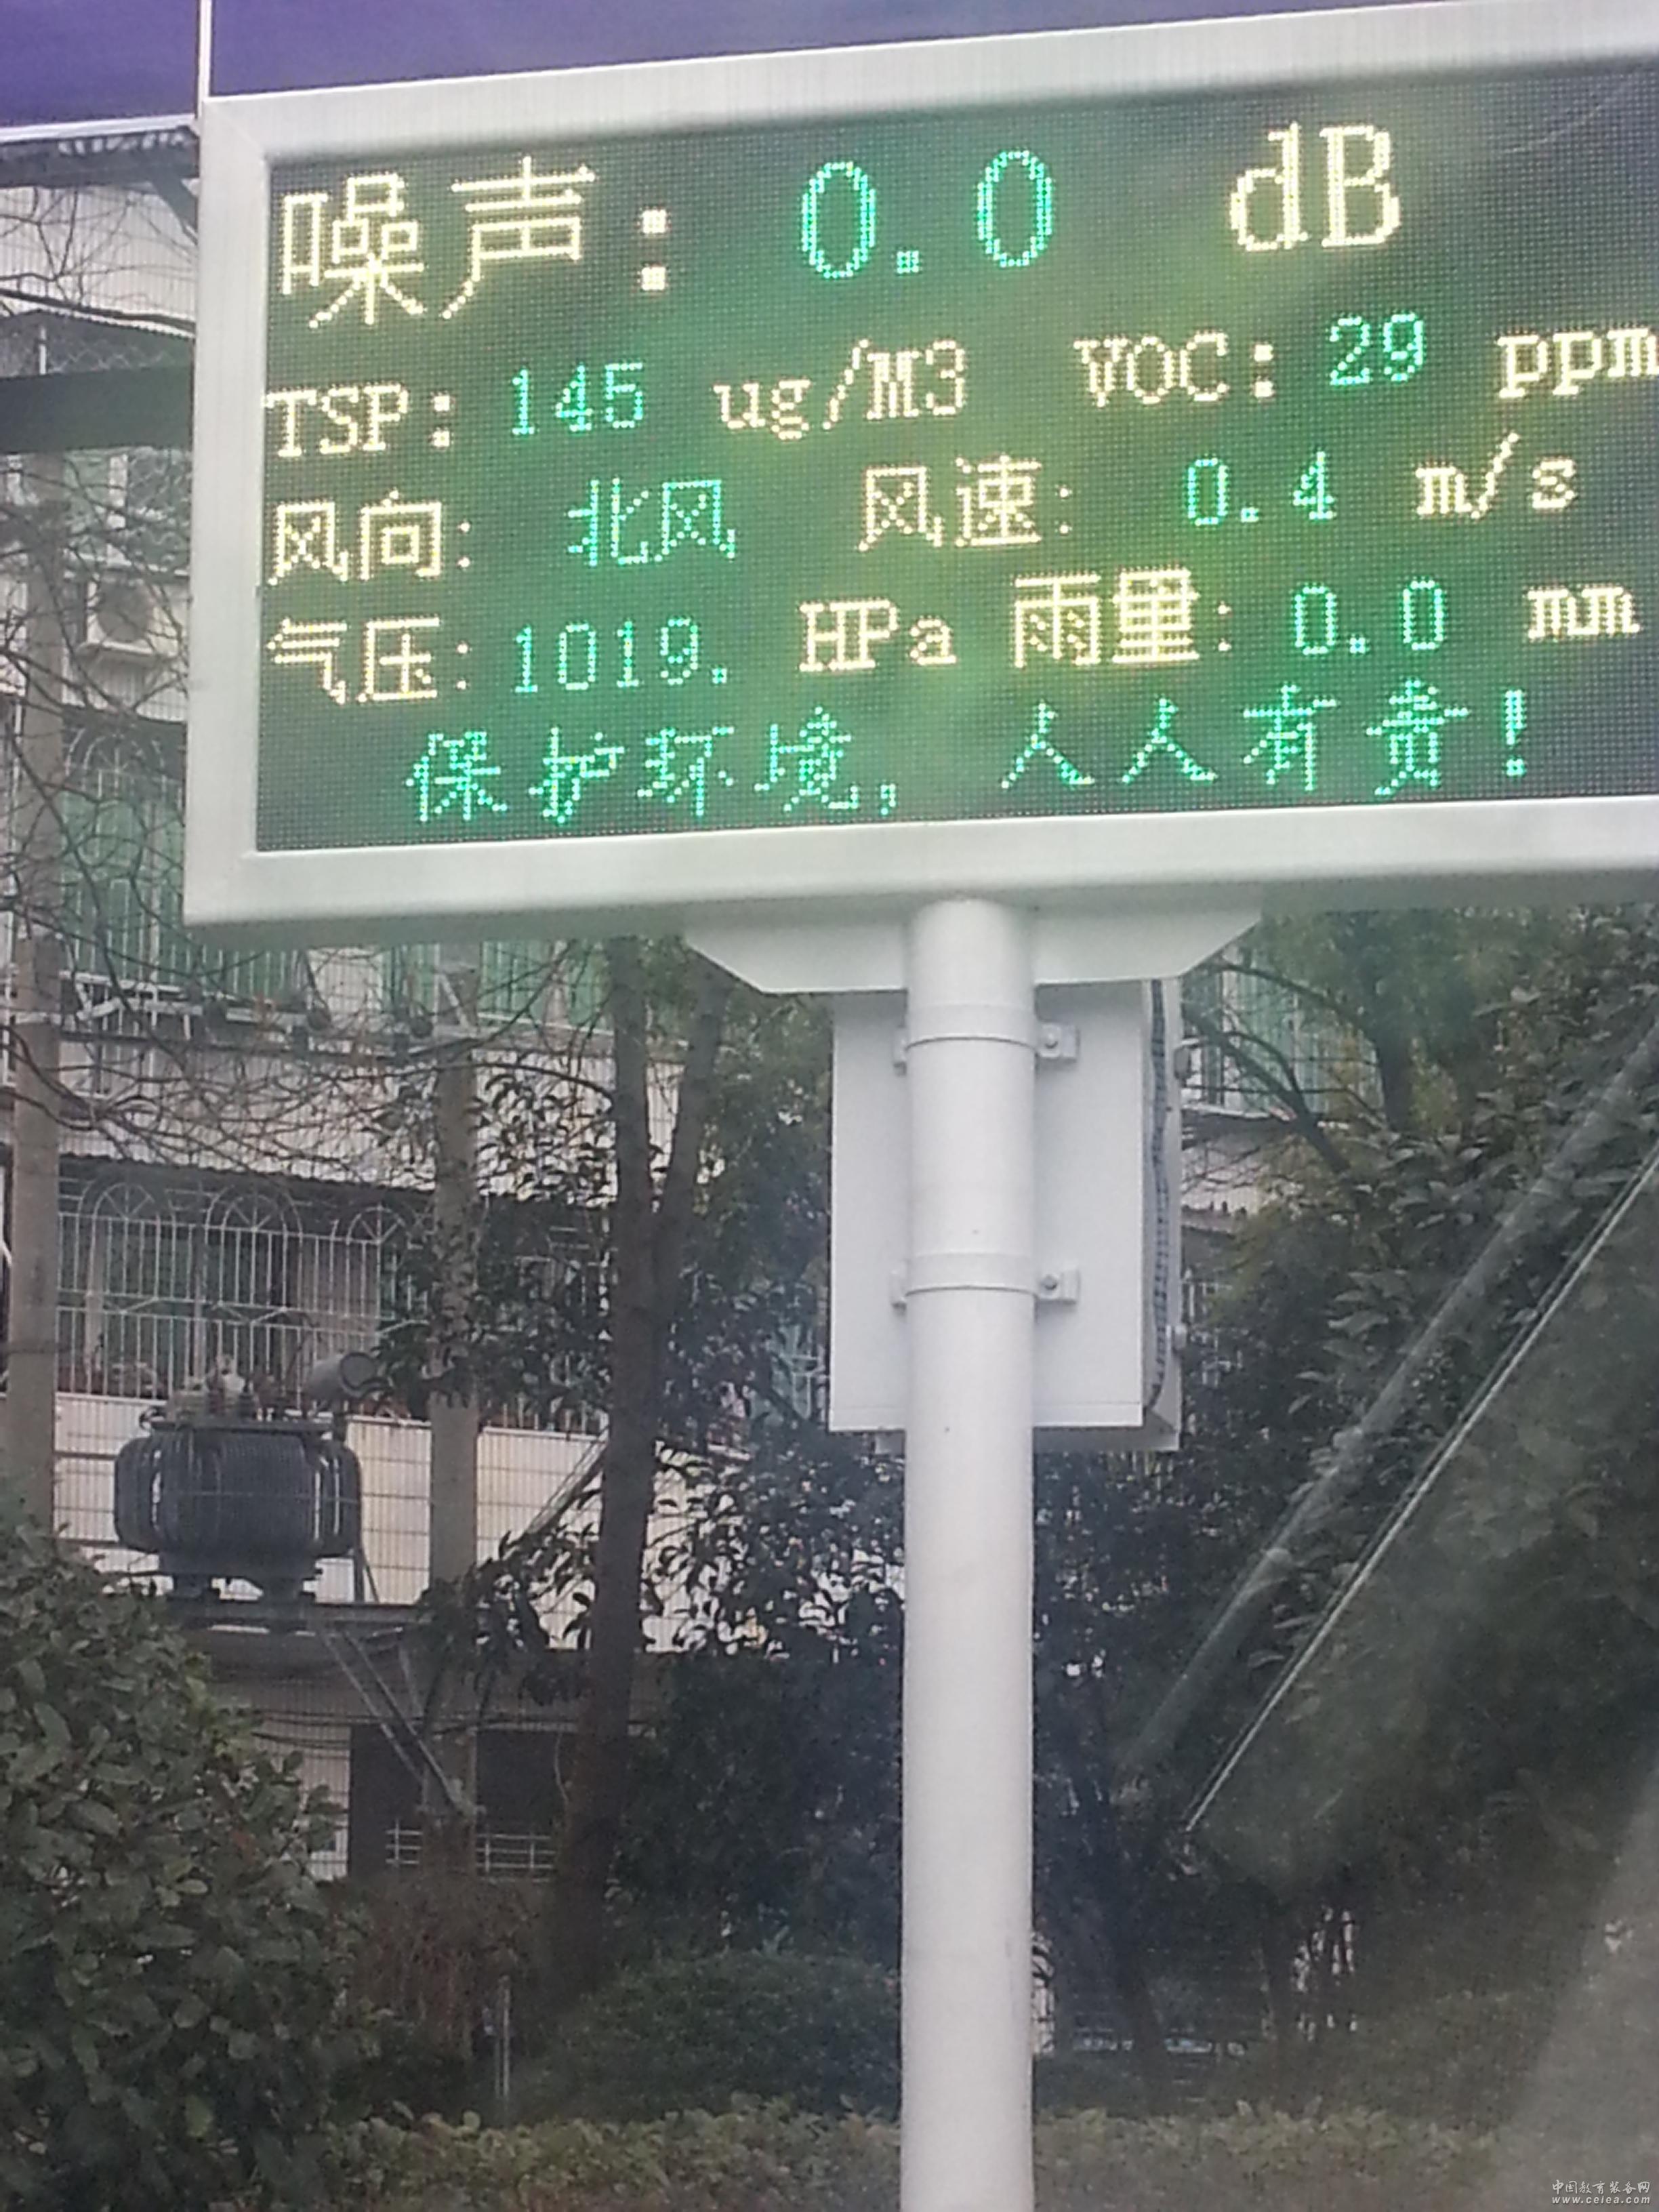 噪声: 0.0 dB
TSP: 145 ug/M3 VOC: 29 ppm
风向: 北风 风速: 0.4 m/s
气压: 1019. HPa 雨量: 0.0 mm
保护环境, 人人有责!
中国教育装备网
www.ceiea.com